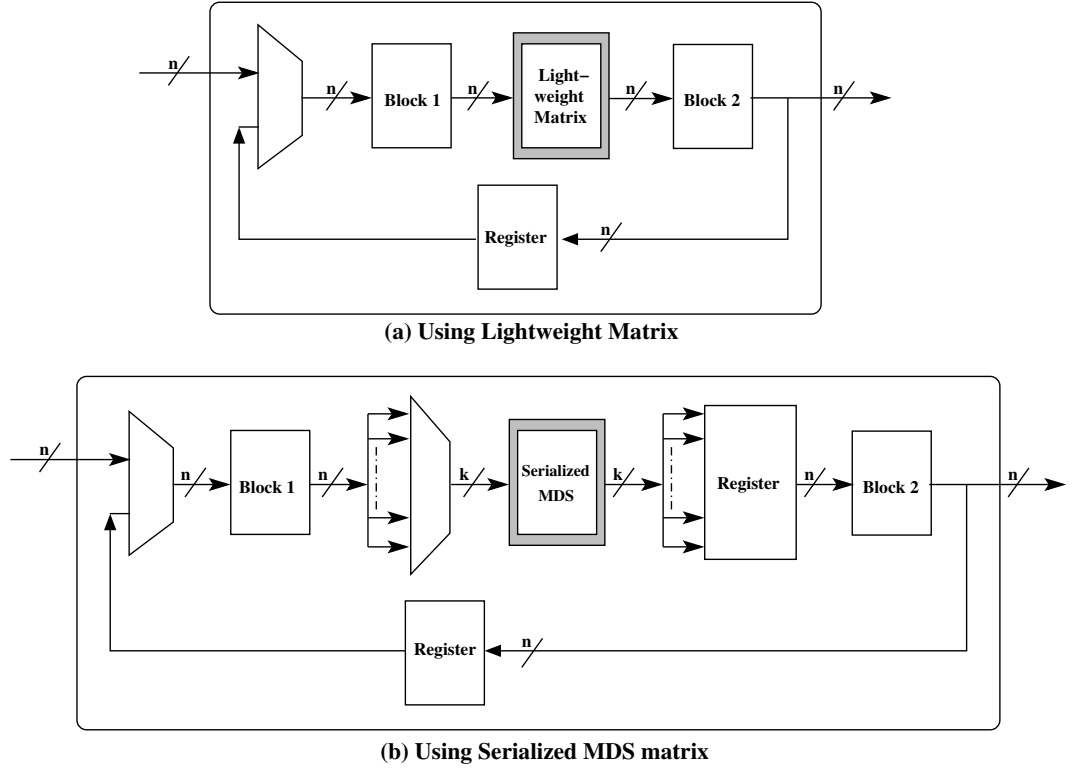 n
n
Block 1
n
Light-
weight
Matrix
n
Block 2
n
Register
n
(a) Using Lightweight Matrix
n
n
Block 1
n
k
Serialized
MDS
k
Register
n
Block 2
n
Register
n
(b) Using Serialized MDS matrix